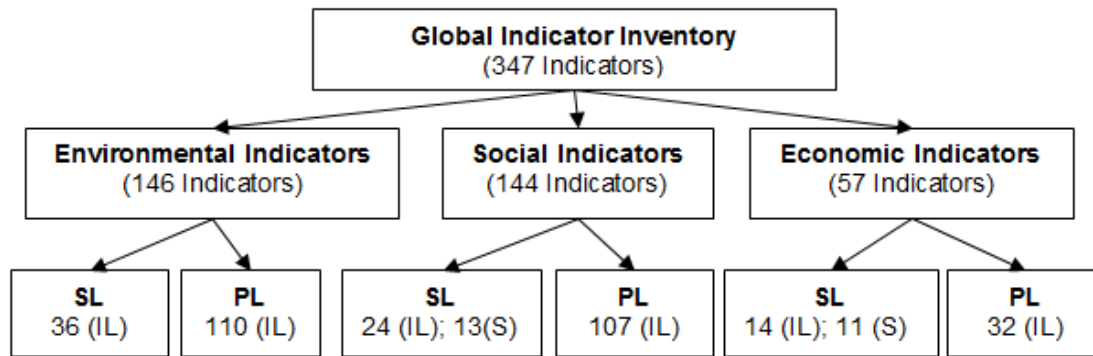 Global Indicator Inventory
(347 Indicators)
Environmental Indicators
(146 Indicators)
Social Indicators
(144 Indicators)
Economic Indicators
(57 Indicators)
SL
36 (IL)
PL
110 (IL)
SL
24 (IL); 13(S)
PL
107 (IL)
SL
14 (IL); 11 (S)
PL
32 (IL)